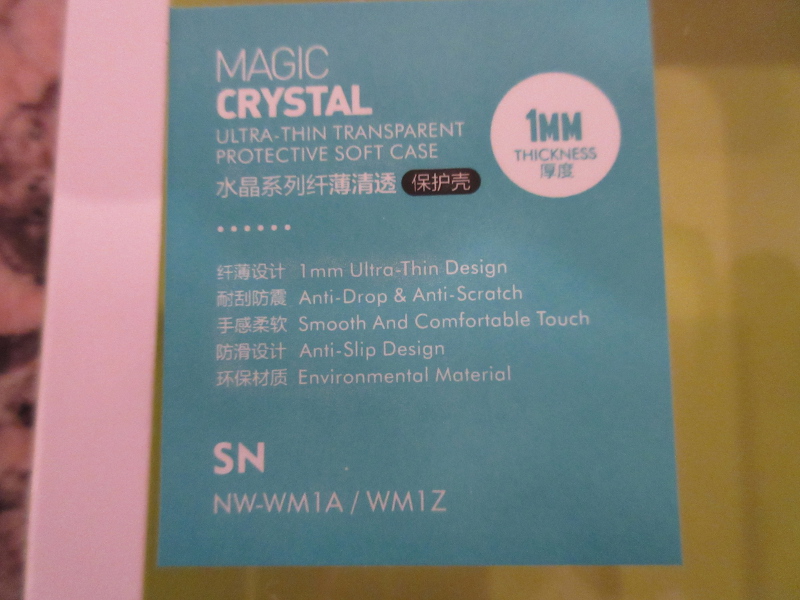 MAGIC
CRYSTAL
ULTRA-THIN TRANSPARENT
PROTECTIVE SOFT CASE
水晶系列纤薄清透 保护壳
1MM
THICKNESS
厚度
纤薄设计 1mm Ultra-Thin Design
耐刮防震 Anti-Drop & Anti-Scratch
手感柔软 Smooth And Comfortable Touch
防滑设计 Anti-Slip Design
环保材质 Environmental Material
SN
NW-WM1A / WM1Z